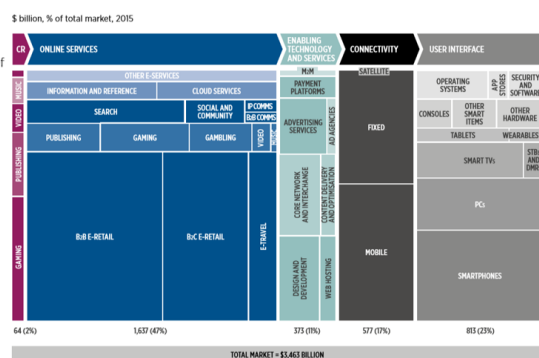 $ billion, % of total market, 2015
f
CR
ONLINE SERVICES
ENABLING
TECHNOLOGY
AND SERVICES
CONNECTIVITY
USER INTERFACE
MUSIC
VIDEO
PUBLISHING
GAMING
OTHER E-SERVICES
INFORMATION AND REFERENCE
CLOUD SERVICES
SEARCH
SOCIAL AND
COMMUNITY
IP COMMS
B2B COMMS
PUBLISHING
GAMING
GAMBLING
VIDEO
MUSIC
B2B E-RETAIL
B2C E-RETAIL
E-TRAVEL
M2M
PAYMENT
PLATFORMS
ADVERTISING
SERVICES
AD AGENCIES
CORE NETWORK
AND INTERCHANGE
CONTENT DELIVERY
AND OPTIMISATION
DESIGN AND
DEVELOPMENT
WEB HOSTING
SATELLITE
FIXED
MOBILE
OPERATING
SYSTEMS
APP
STORES
SECURITY
AND
SOFTWAR
CONSOLES
OTHER
SMART
ITEMS
OTHER
HARDWARE
TABLETS
WEARABLES
SMART TVs
STBs
AND
DMRs
PCs
SMARTPHONES
64 (2%)
1,637 (47%)
373 (11%)
577 (17%)
813 (23%)
TOTAL MARKET = $3,463 BILLION